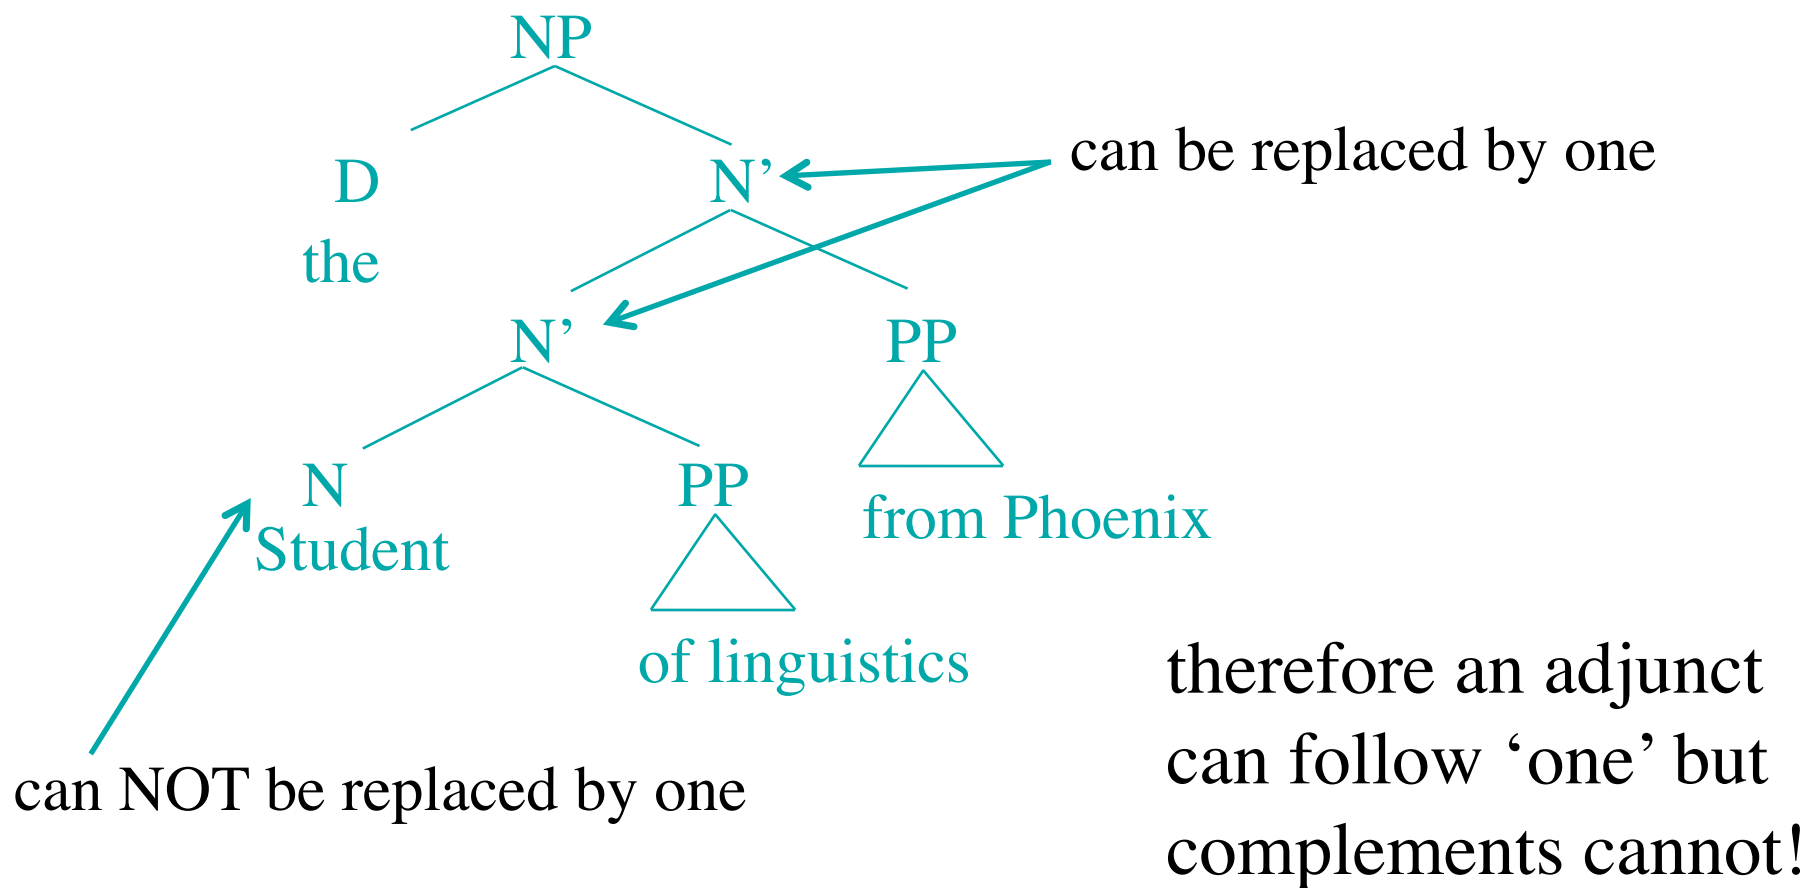 NP
can be replaced by one
D
N’
the
N’
PP
N
PP
from Phoenix
Student
of linguistics
therefore an adjunct
can follow ‘one’ but
complements cannot!
can NOT be replaced by one